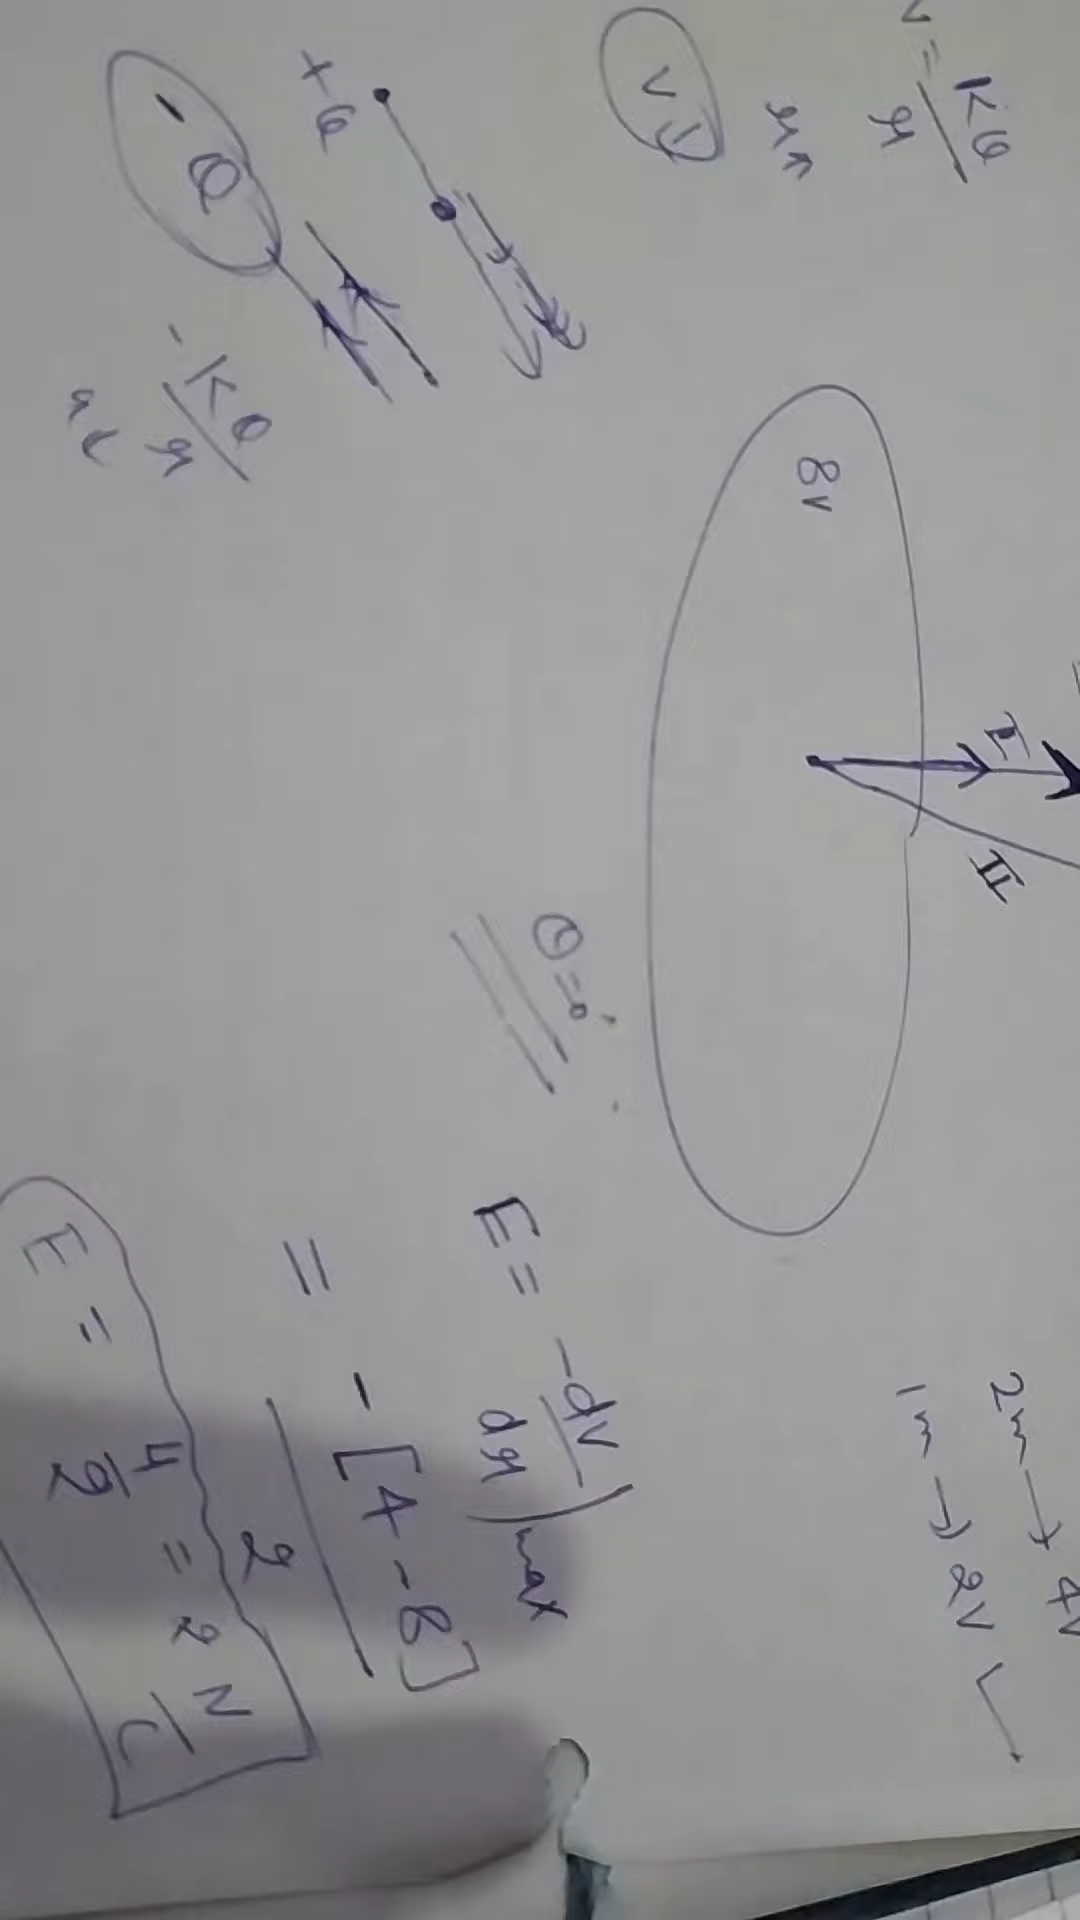 V = KQ / r
r↑
V↓
+Q
- Q
- KQ / r
r↓
8V
I
II
θ = 0°
2m → 4V
1m → 2V
E = -dV / dr ) max
= - [4 - 8] / 2
E = 4 / 2 = 2 N / C